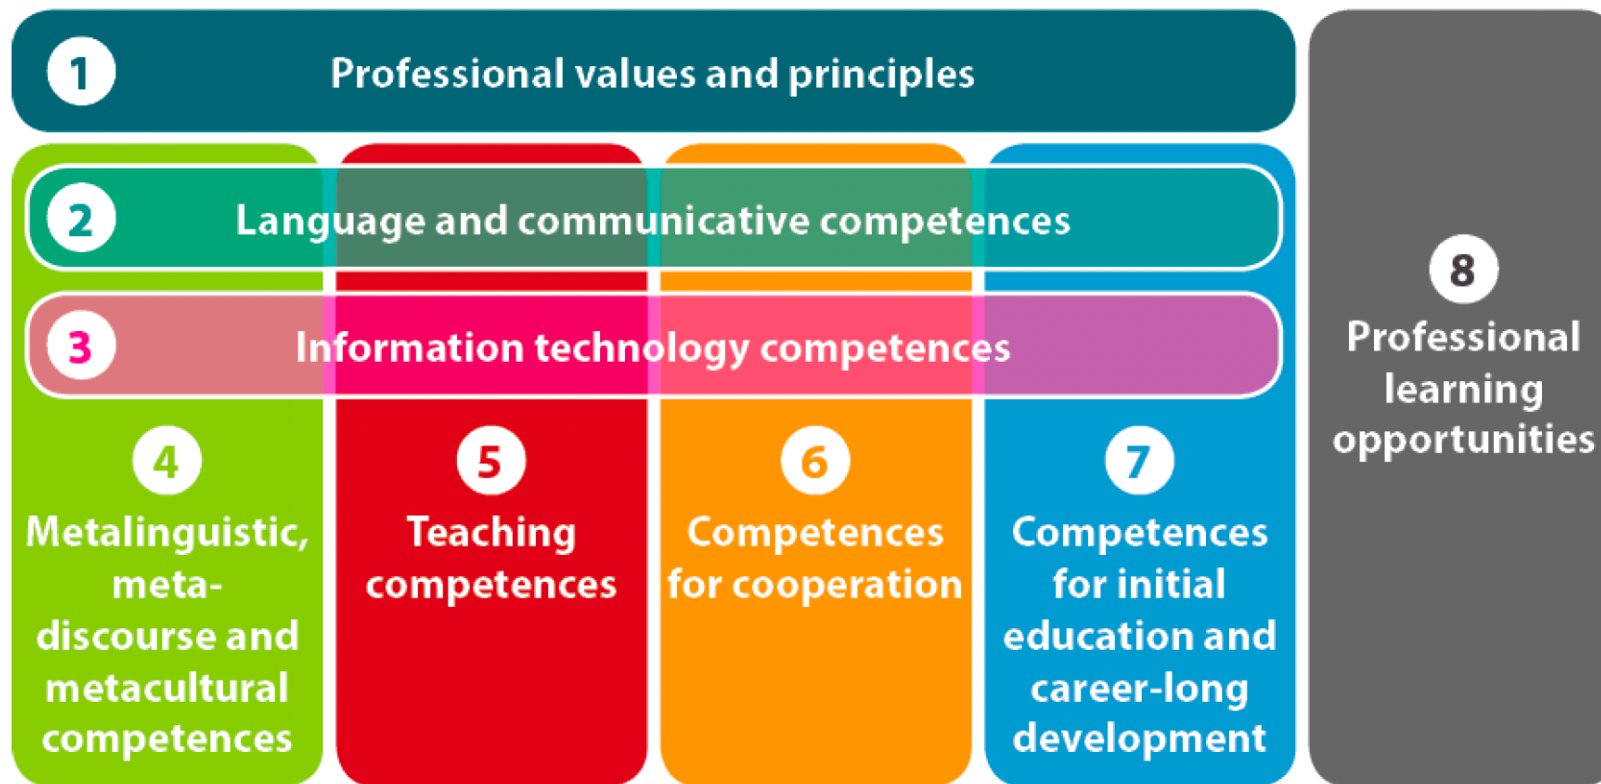 1
Professional values and principles
2
Language and communicative competences
3
Information technology competences
4
Metalinguistic,
meta-
discourse and
metacultural
competences
5
Teaching
competences
6
Competences
for cooperation
7
Competences
for initial
education and
career-long
development
8
Professional
learning
opportunities